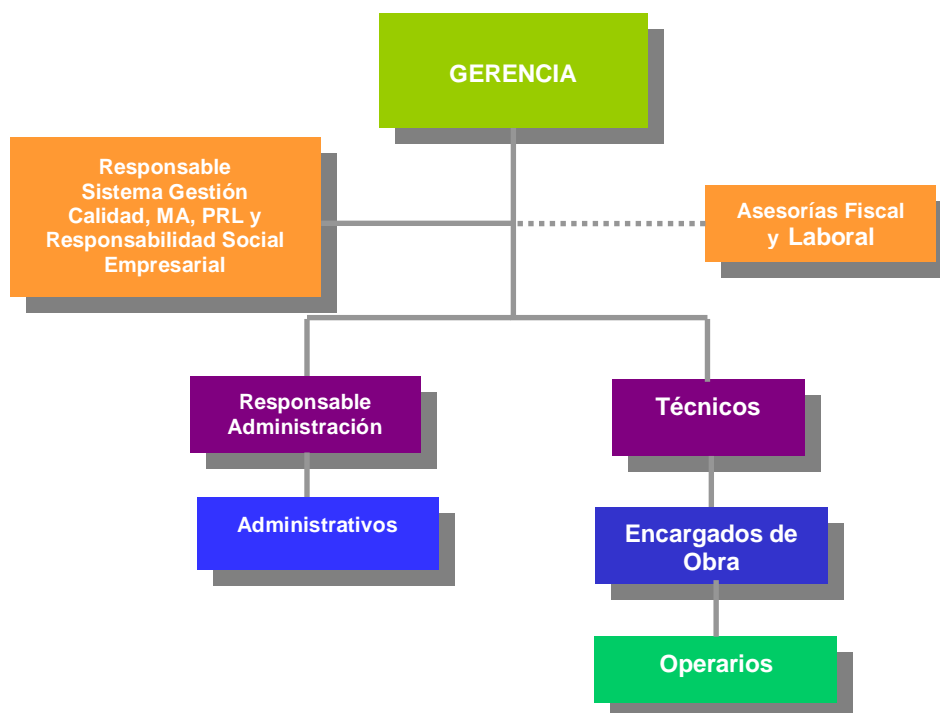 GERENCIA
Responsable
Sistema Gestión
Calidad, MA, PRL y
Responsabilidad Social
Empresarial
Asesorías Fiscal
y Laboral
Responsable
Administración
Técnicos
Administrativos
Encargados de
Obra
Operarios